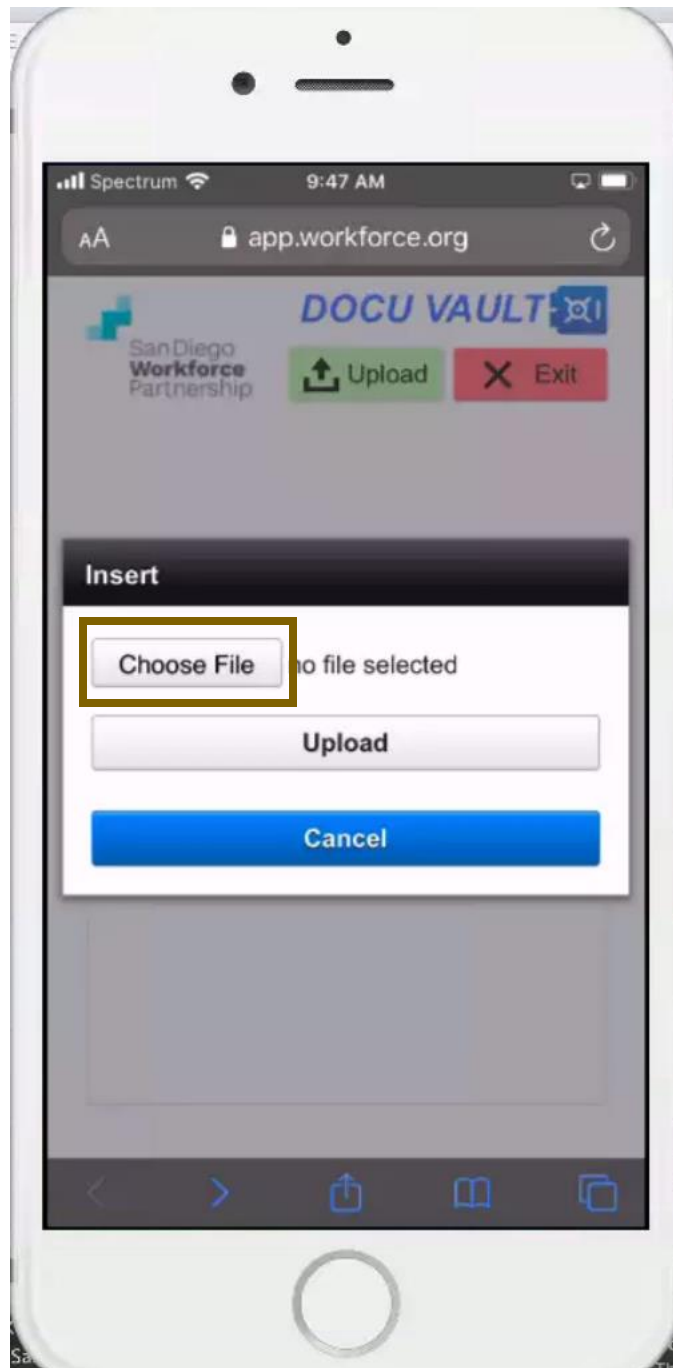 Spectrum 9:47 AM
AA app.workforce.org
DOCU VAULT
San Diego
Workforce
Partnership
Upload
Exit
Insert
Choose File no file selected
Upload
Cancel